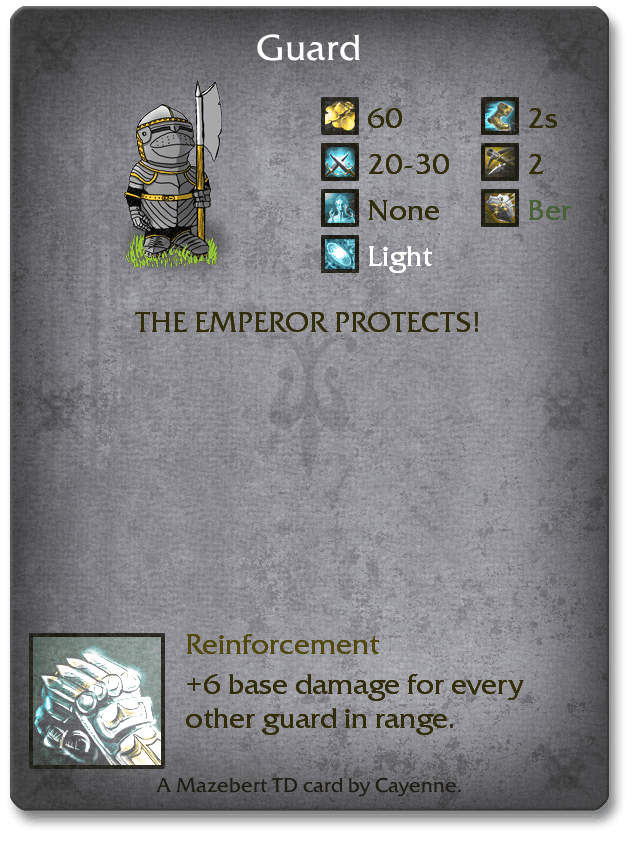 Guard
60 2s
20-30 2
None Ber
Light
THE EMPEROR PROTECTS!
Reinforcement
+6 base damage for every
other guard in range.
A Mazebert TD card by Cayenne.